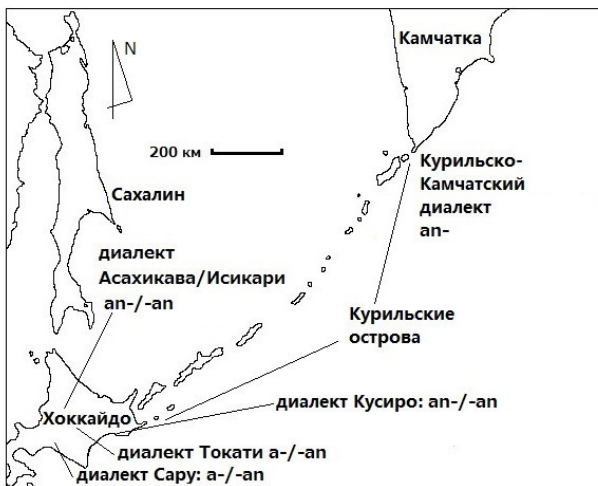 Камчатка
N
200 км
Курильско-
Камчатский
диалект
an-
Сахалин
диалект
Асахикава/Исикари
an-/-an
Курильские
острова
диалект Кусиро: an-/-an
Хоккайдо
диалект Токати a-/-an
диалект Сару: a-/-an